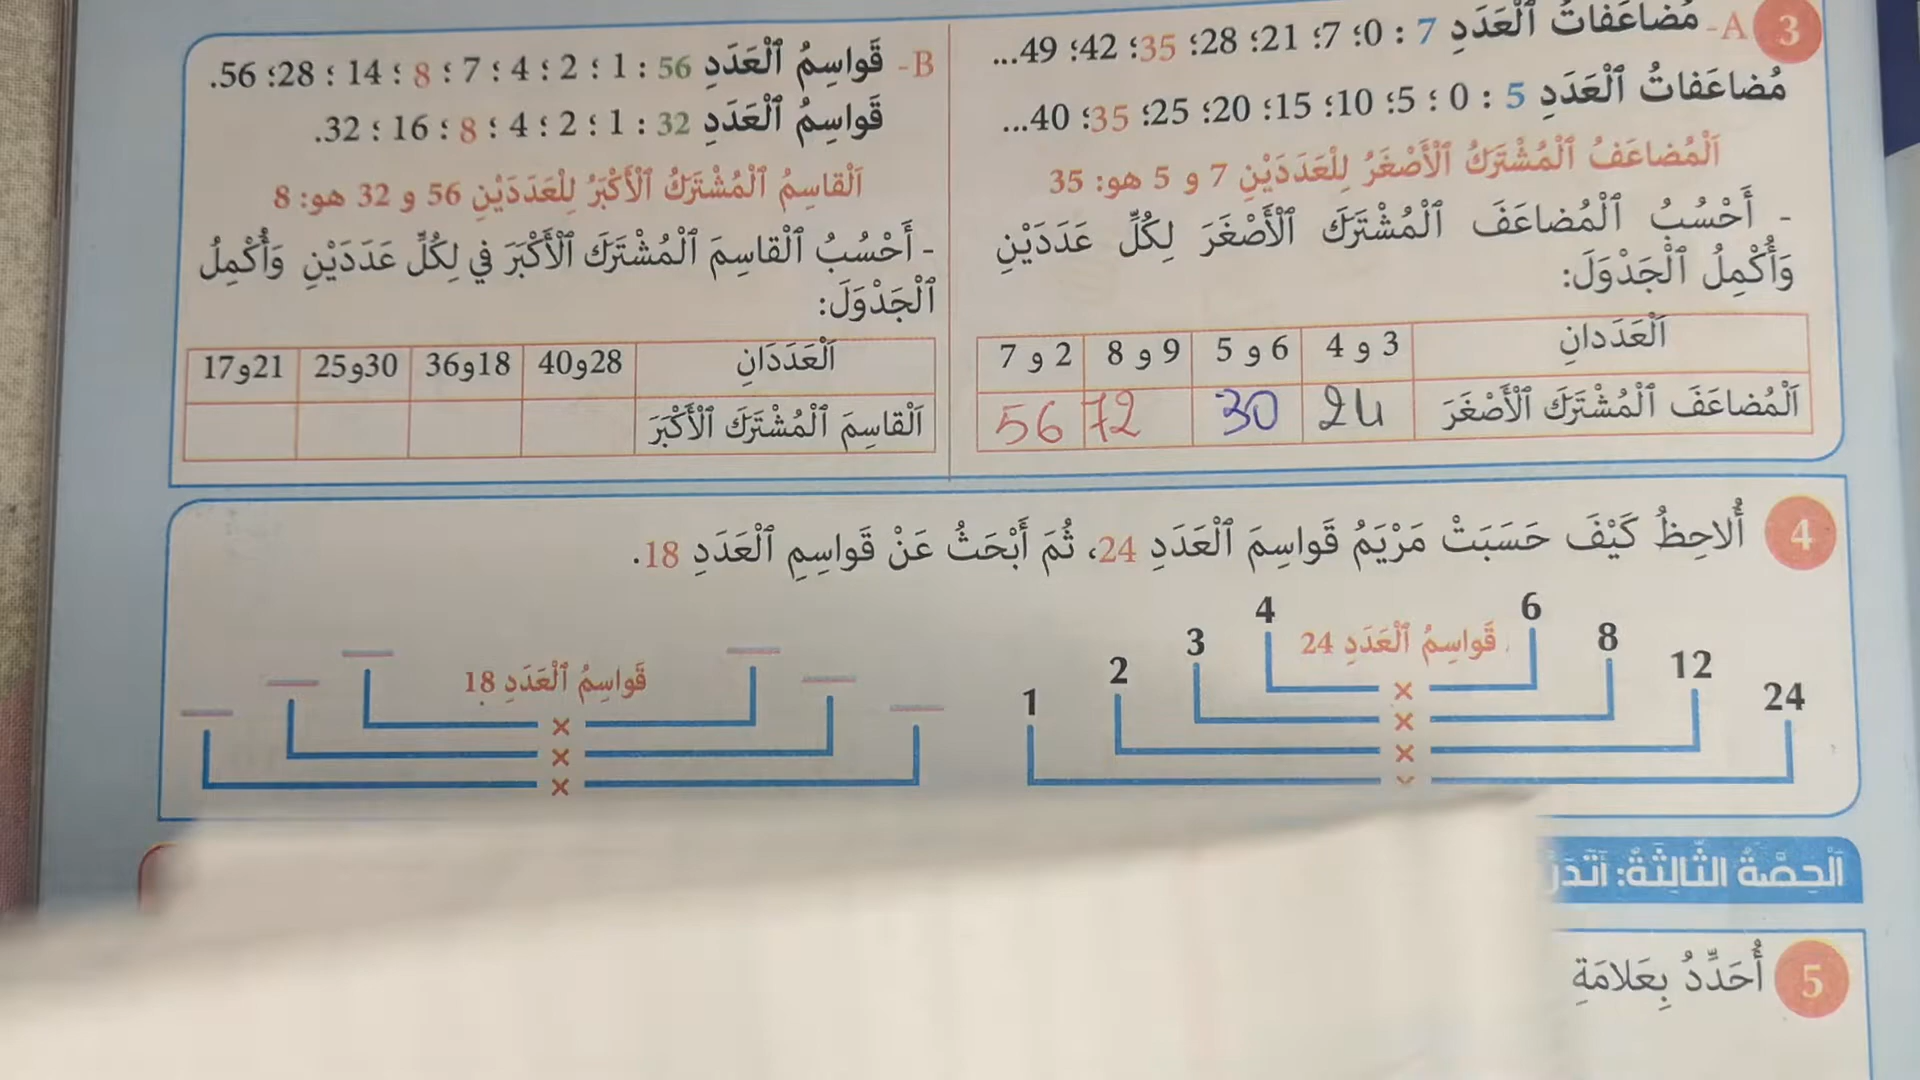 3 A- مُضاعَفاتُ ٱلْعَدَدِ 7 : 0؛ 7؛ 21؛ 28؛ 35؛ 42؛ 49...
مُضاعَفاتُ ٱلْعَدَدِ 5 : 0 ؛ 5؛ 10؛ 15؛ 20؛ 25؛ 35؛ 40...
اَلْمُضاعَفُ ٱلْمُشْتَرَكُ ٱلْأَصْغَرُ لِلْعَدَدَيْنِ 7 و 5 هو: 35
- أَحْسُبُ ٱلْمُضاعَفَ ٱلْمُشْتَرَكَ ٱلْأَصْغَرَ لِكُلِّ عَدَدَيْنِ
وَأُكْمِلُ ٱلْجَدْوَلَ:
اَلْعَدَدانِ 3 و 4 6 و 5 9 و 8 2 و 7
اَلْمُضاعَفَ ٱلْمُشْتَرَكَ ٱلْأَصْغَرَ 24 30 72 56
B- قَواسِمُ ٱلْعَدَدِ 56 : 1 ؛ 2 ؛ 4 ؛ 7 ؛ 8 ؛ 14 ؛ 28؛ 56.
قَواسِمُ ٱلْعَدَدِ 32 : 1 ؛ 2 ؛ 4 ؛ 8 ؛ 16 ؛ 32.
اَلْقاسِمُ ٱلْمُشْتَرَكُ ٱلْأَكْبَرُ لِلْعَدَدَيْنِ 56 و 32 هو: 8
- أَحْسُبُ ٱلْقاسِمَ ٱلْمُشْتَرَكَ ٱلْأَكْبَرَ في لِكُلِّ عَدَدَيْنِ وَأُكْمِلُ
ٱلْجَدْوَلَ:
اَلْعَدَدَانِ 28و40 18و36 30و25 21و17
اَلْقاسِمَ ٱلْمُشْتَرَكَ ٱلْأَكْبَرَ
4 أُلاحِظُ كَيْفَ حَسَبَتْ مَرْيَمُ قَواسِمَ ٱلْعَدَدِ 24، ثُمَ أَبْحَثُ عَنْ قَواسِمِ ٱلْعَدَدِ 18.
قَواسِمُ ٱلْعَدَدِ 24
4 × 6
3 × 8
2 × 12
1 × 24
قَواسِمُ ٱلْعَدَدِ 18
×
×
×
اَلْحِصَّةُ الثّالِثَةُ:
5 أُحَدِّدُ بِعَلامَةِ